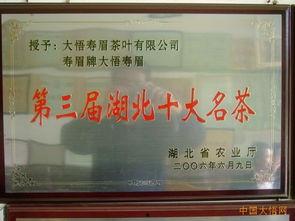 授予：大悟寿眉茶叶有限公司
寿眉牌大悟寿眉
第三届湖北十大名茶
湖北省农业厅
二〇〇六年六月九日
中国大悟网